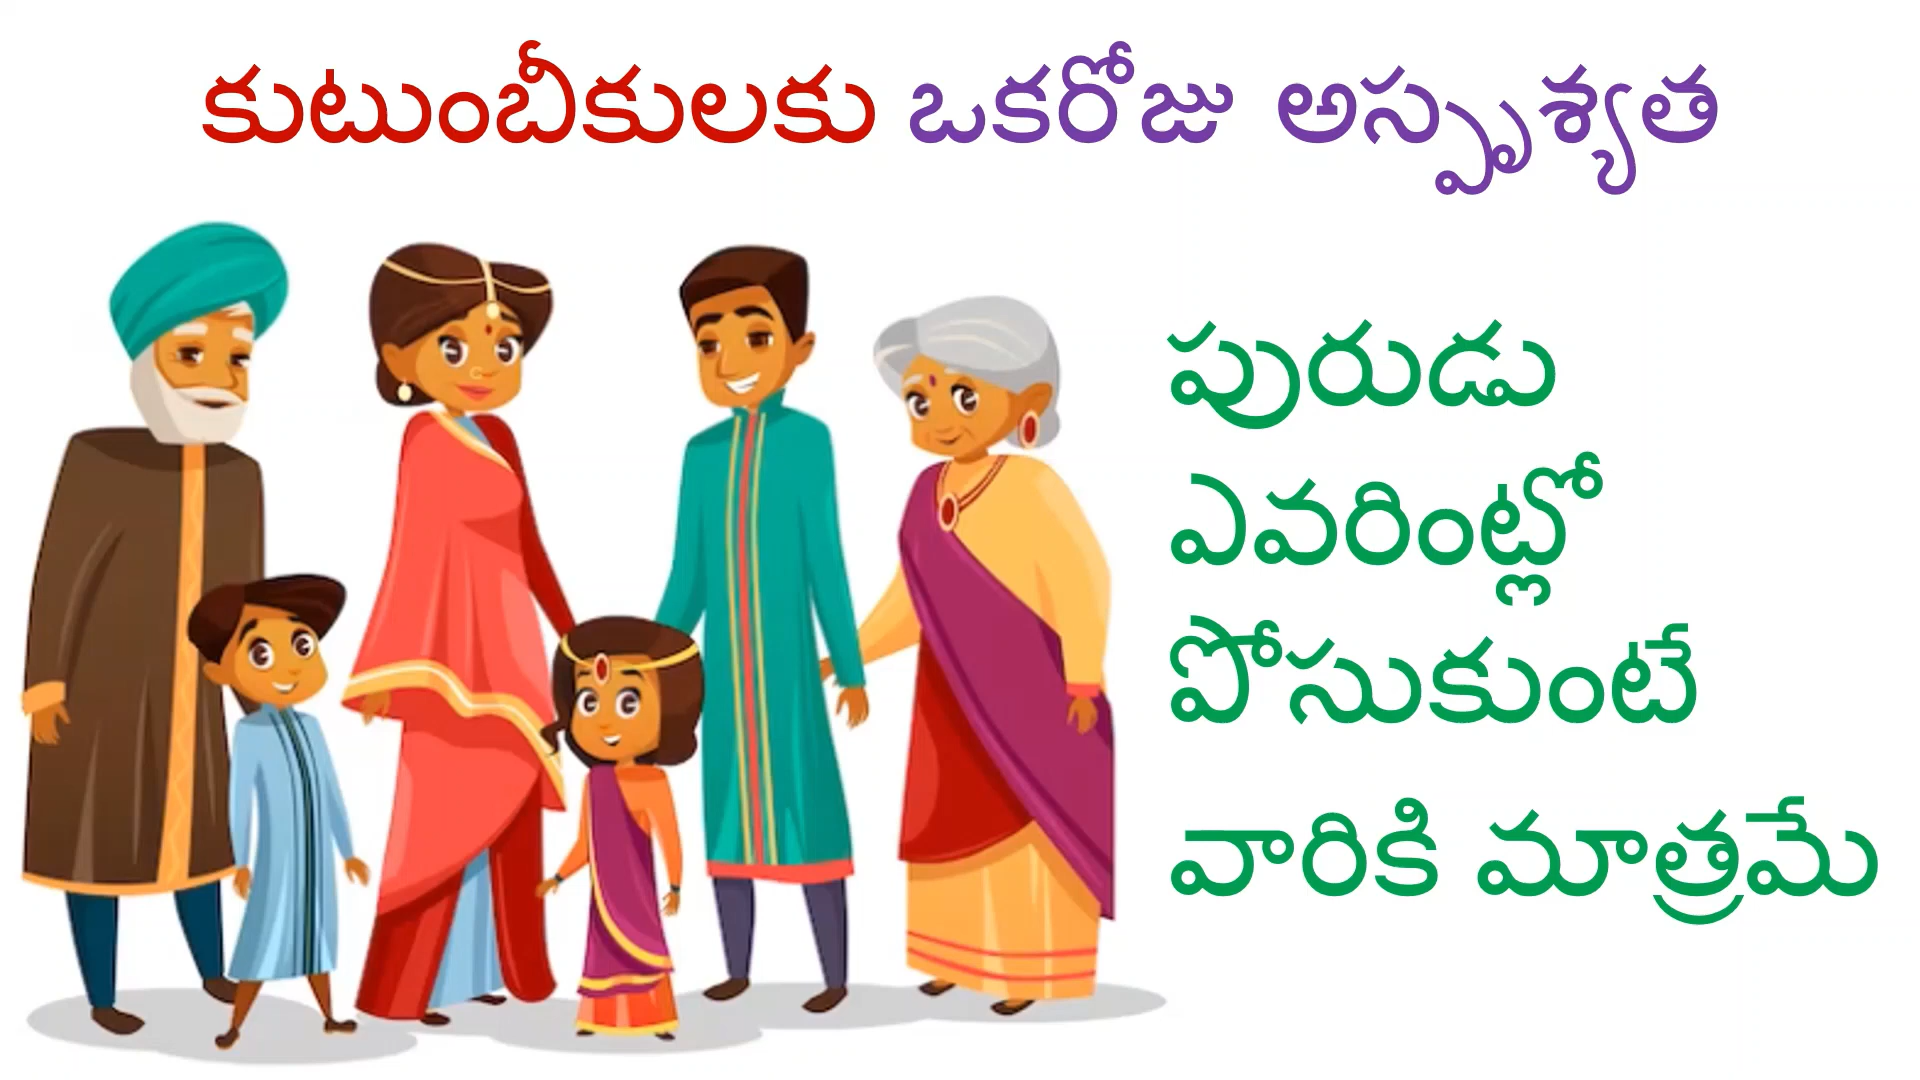 కుటుంబీకులకు ఒకరోజు అస్పృశ్యత
పురుడు
ఎవరింట్లో
పోసుకుంటే
వారికి మాత్రమే